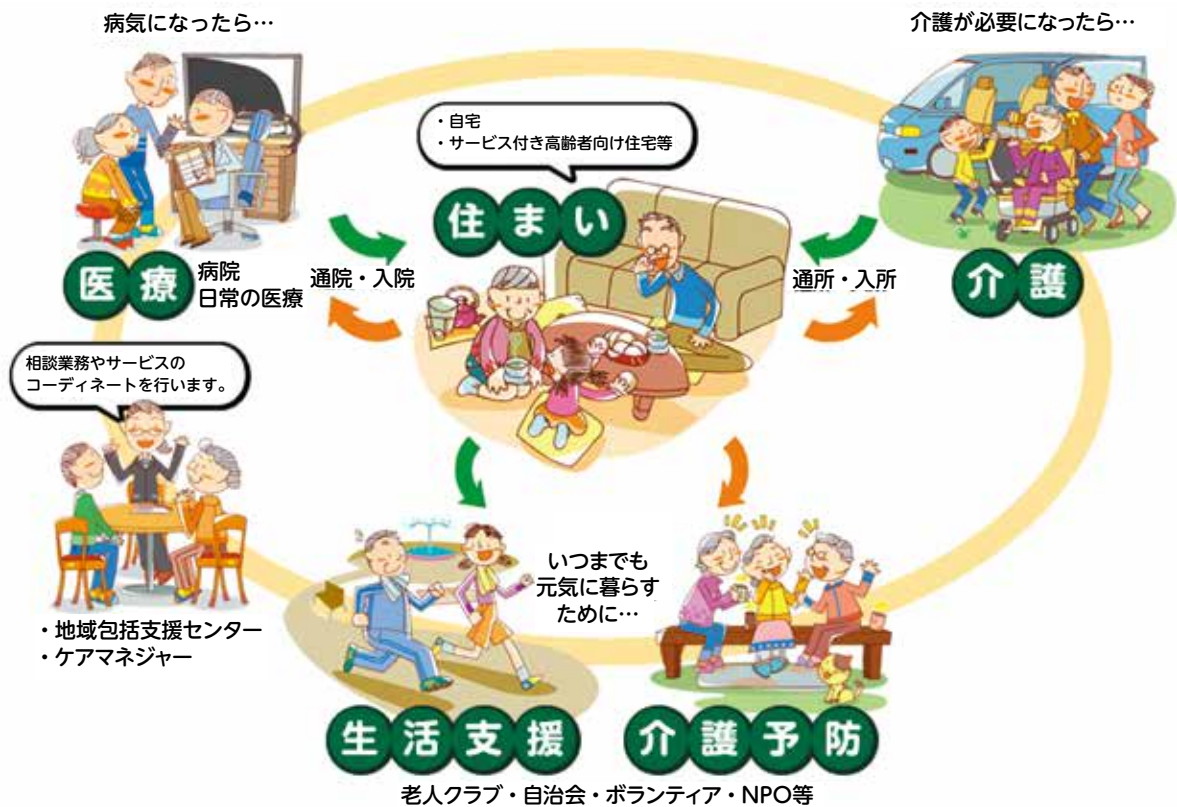 病気になったら…
介護が必要になったら…
・自宅
・サービス付き高齢者向け住宅等
住まい
医療
病院
日常の医療
通院・入院
通所・入所
介護
相談業務やサービスの
コーディネートを行います。
・地域包括支援センター
・ケアマネジャー
いつまでも
元気に暮らす
ために…
生活支援
介護予防
老人クラブ・自治会・ボランティア・NPO等